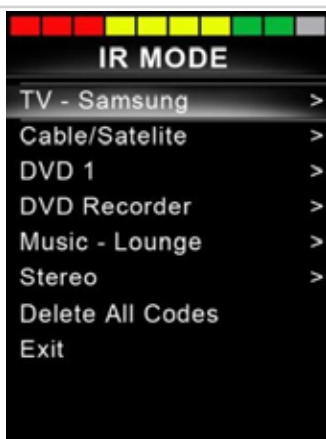 IR MODE
TV - Samsung >
Cable/Satelite >
DVD 1 >
DVD Recorder >
Music - Lounge >
Stereo >
Delete All Codes
Exit